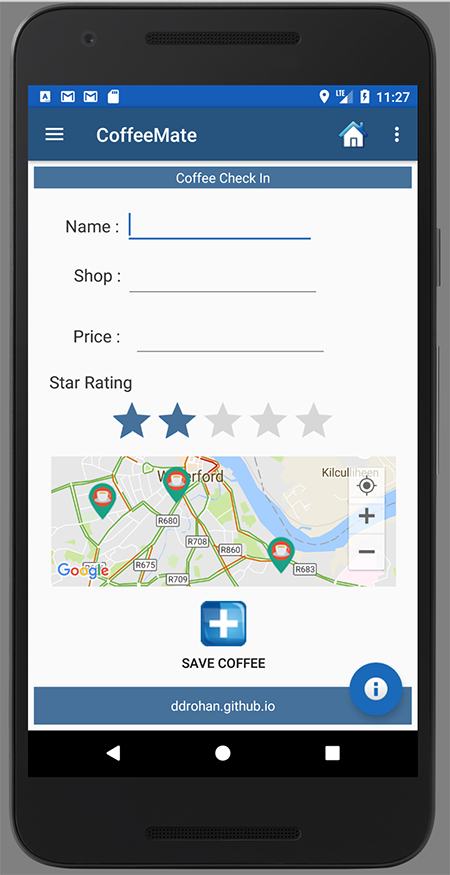 LTE 11:27
CoffeeMate
Coffee Check In
Name :
Shop :
Price :
Star Rating
Waterford
Kilculliheen
R680
R708
R860
R683
R675
R709
Google
SAVE COFFEE
ddrohan.github.io